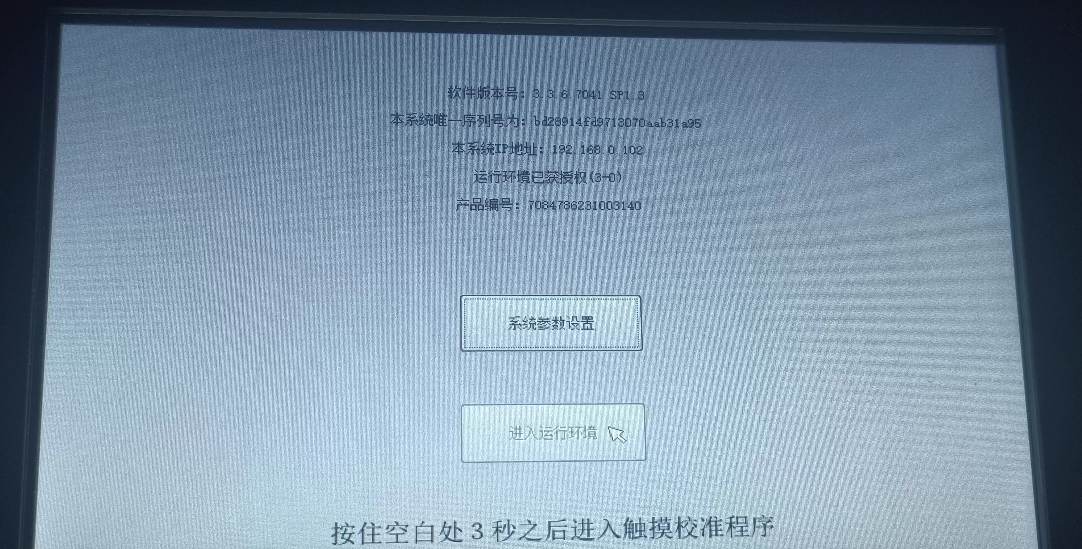 软件版本号：3.3.6.7041 SP1.3
本系统唯一序列号为：bd28914fd9713070aab31a95
本系统IP地址：192.168.0.102
运行环境已获授权(3-0)
产品编号：7084786231003140
系统参数设置
进入运行环境
按住空白处3秒之后进入触摸校准程序